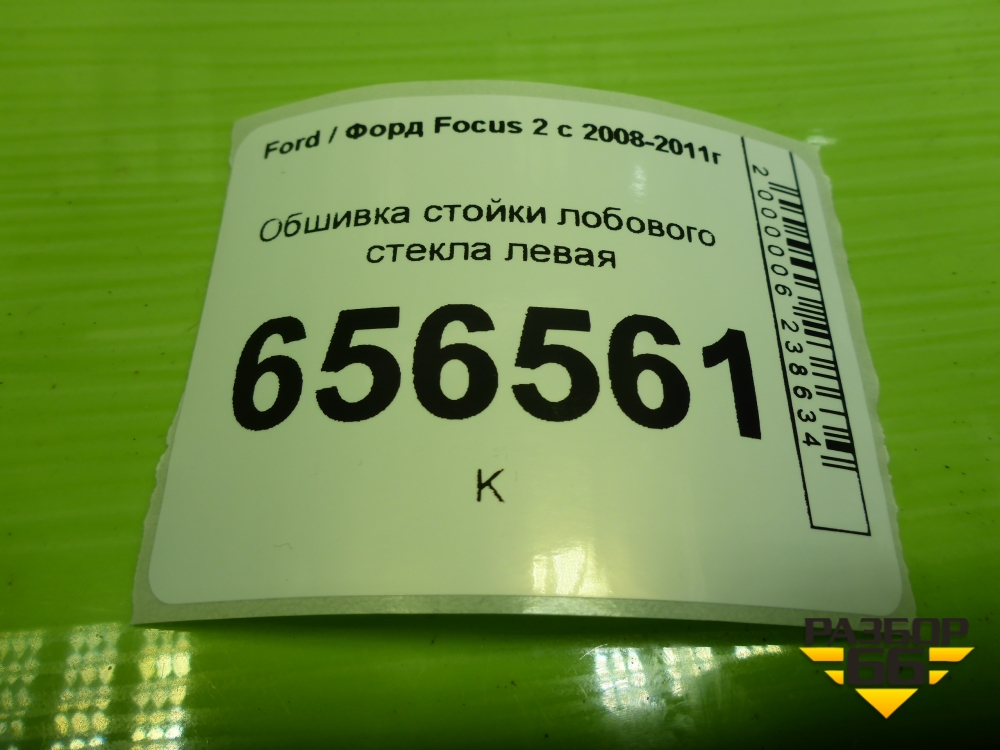 Ford / Форд Focus 2 с 2008-2011г
Обшивка стойки лобового
стекла левая
656561
К
2000006238634
РАЗБОР
66